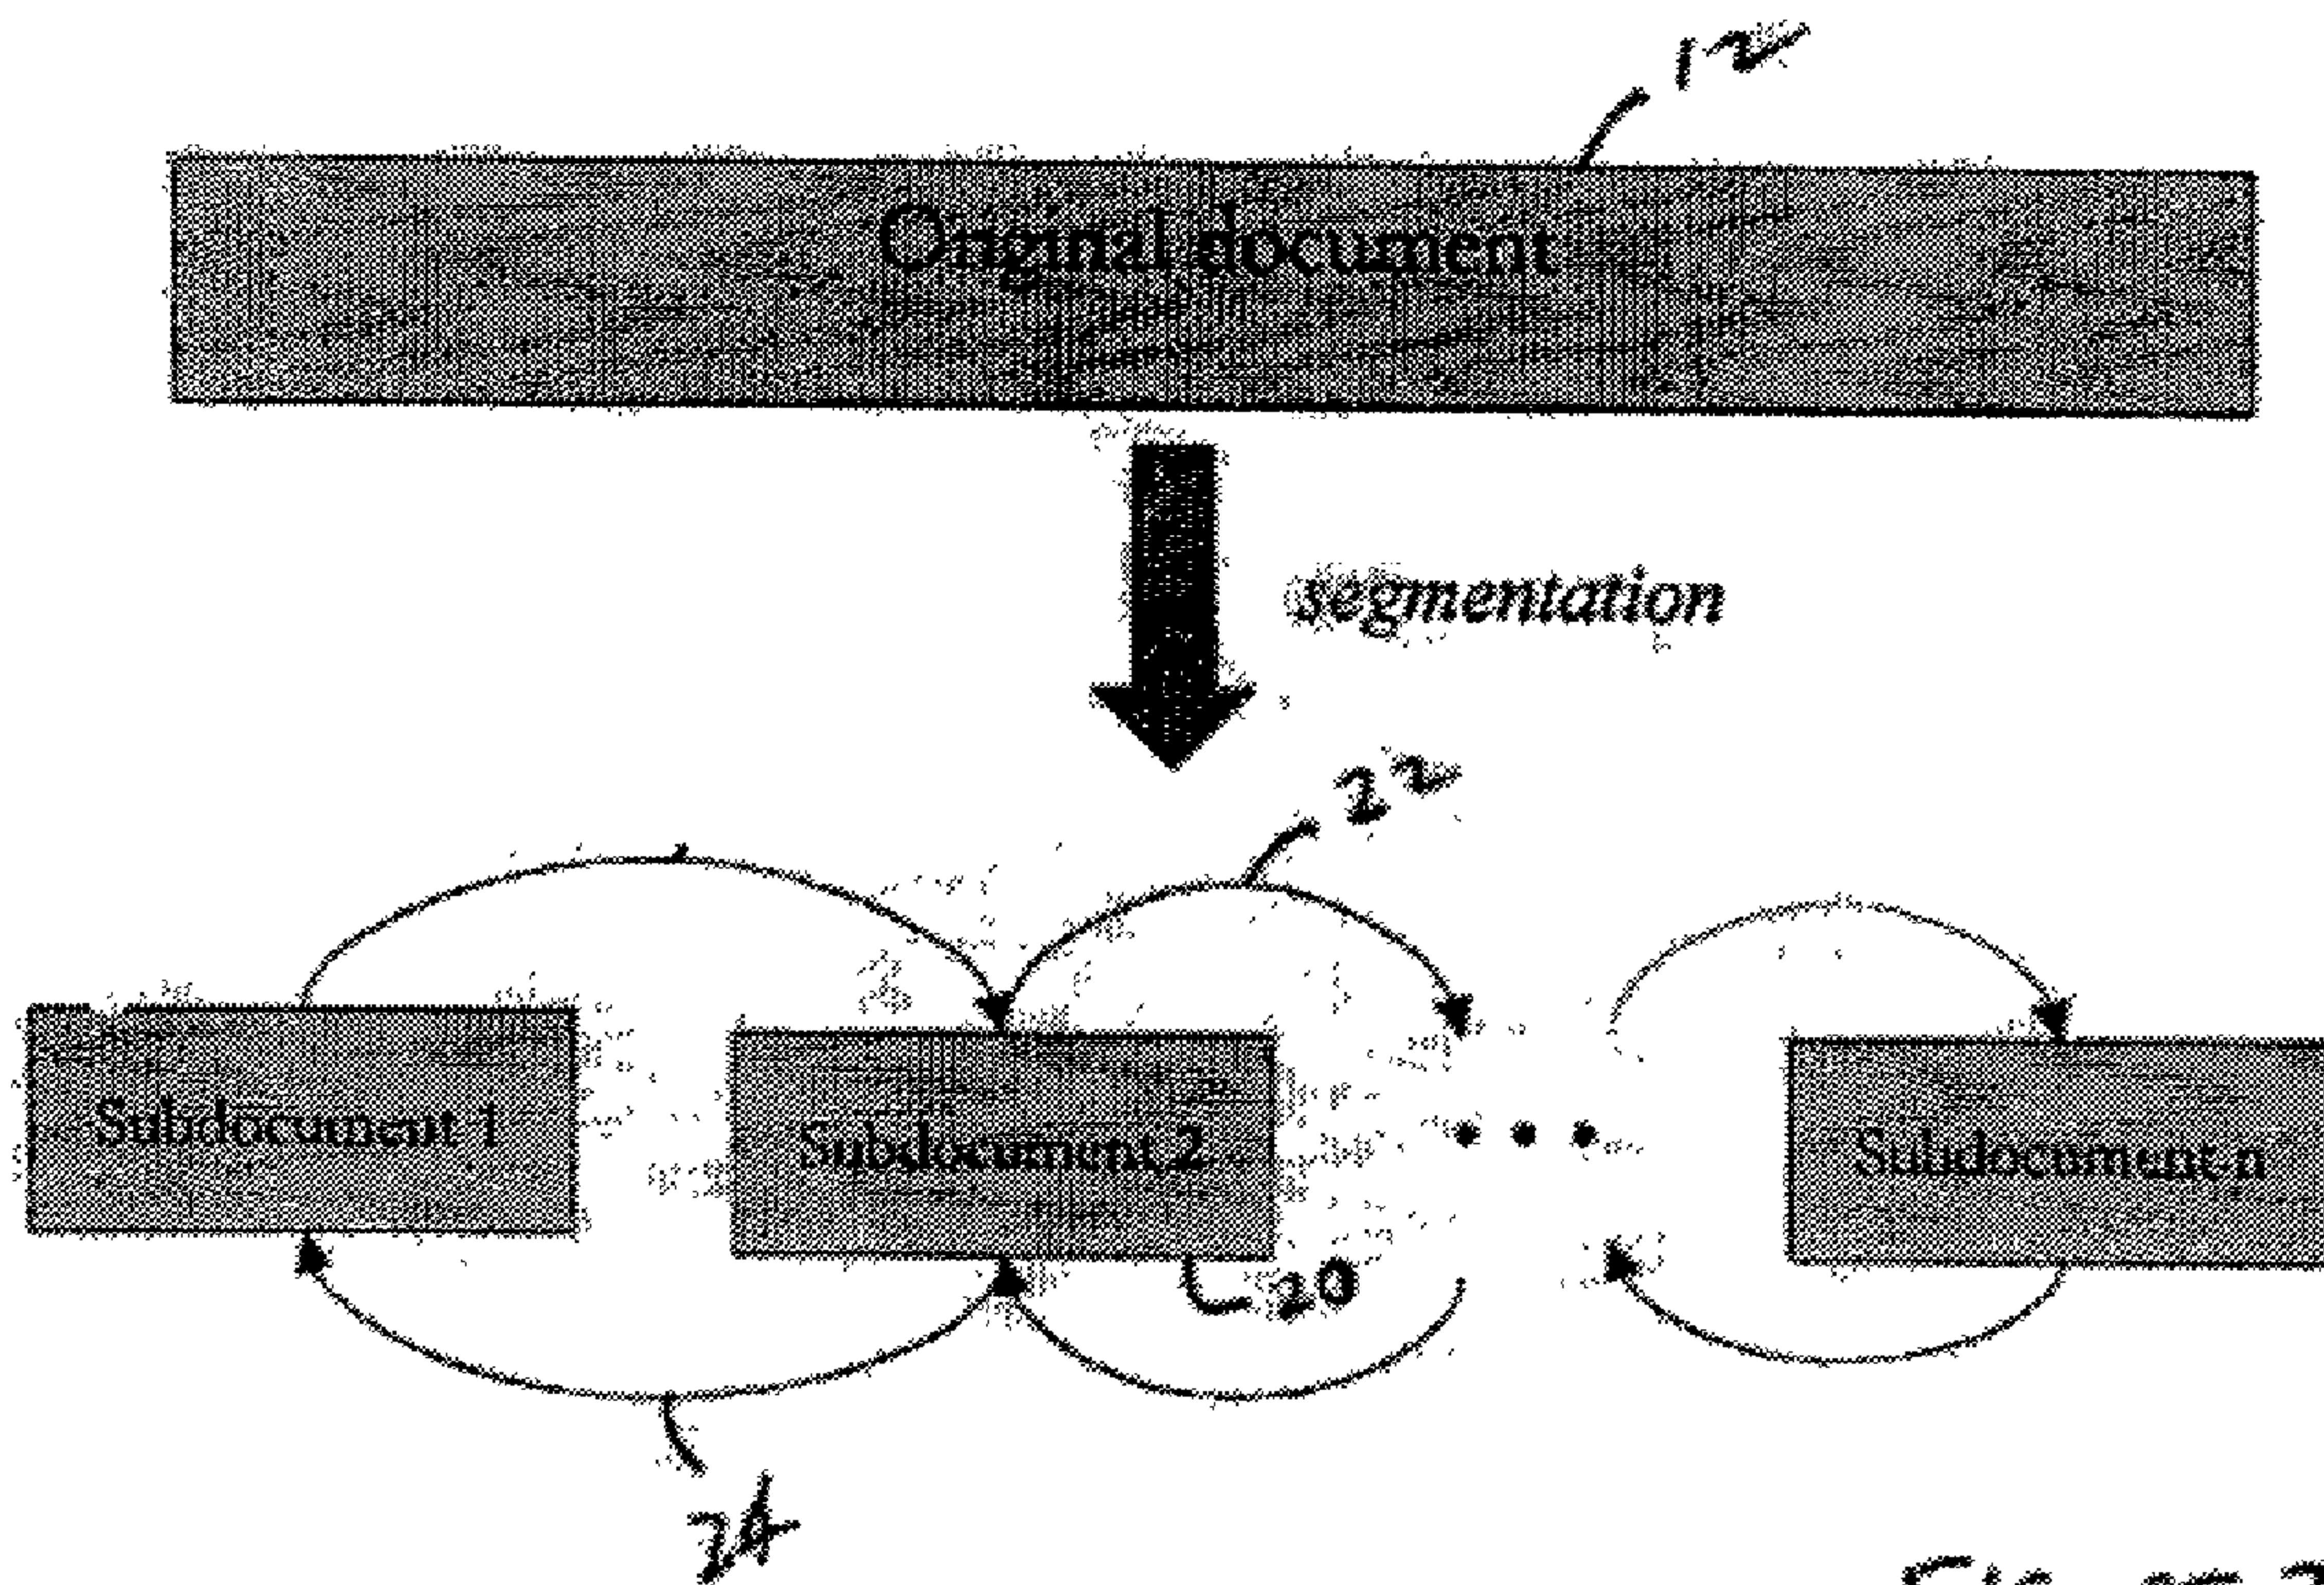 12
Original document
segmentation
22
Subdocument 1
Subdocument 2
• • •
Subdocument n
20
24